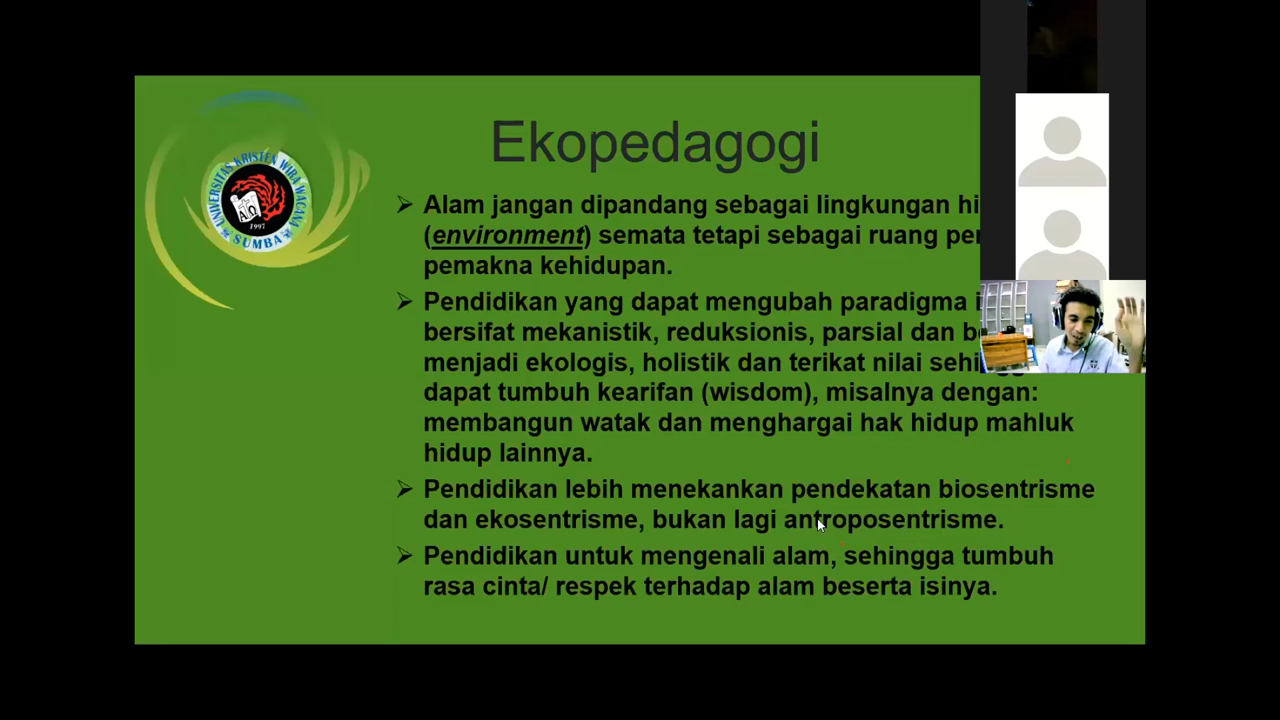 Ekopedagogi
UNIVERSITAS KRISTEN WIRA WACANA
SUMBA
1997
Alam jangan dipandang sebagai lingkungan
(environment) semata tetapi sebagai ruang
pemakna kehidupan.
Pendidikan yang dapat mengubah paradigma
bersifat mekanistik, reduksionis, parsial dan
menjadi ekologis, holistik dan terikat nilai
dapat tumbuh kearifan (wisdom), misalnya dengan:
membangun watak dan menghargai hak hidup mahluk
hidup lainnya.
Pendidikan lebih menekankan pendekatan biosentrisme
dan ekosentrisme, bukan lagi antroposentrisme.
Pendidikan untuk mengenali alam, sehingga tumbuh
rasa cinta/ respek terhadap alam beserta isinya.